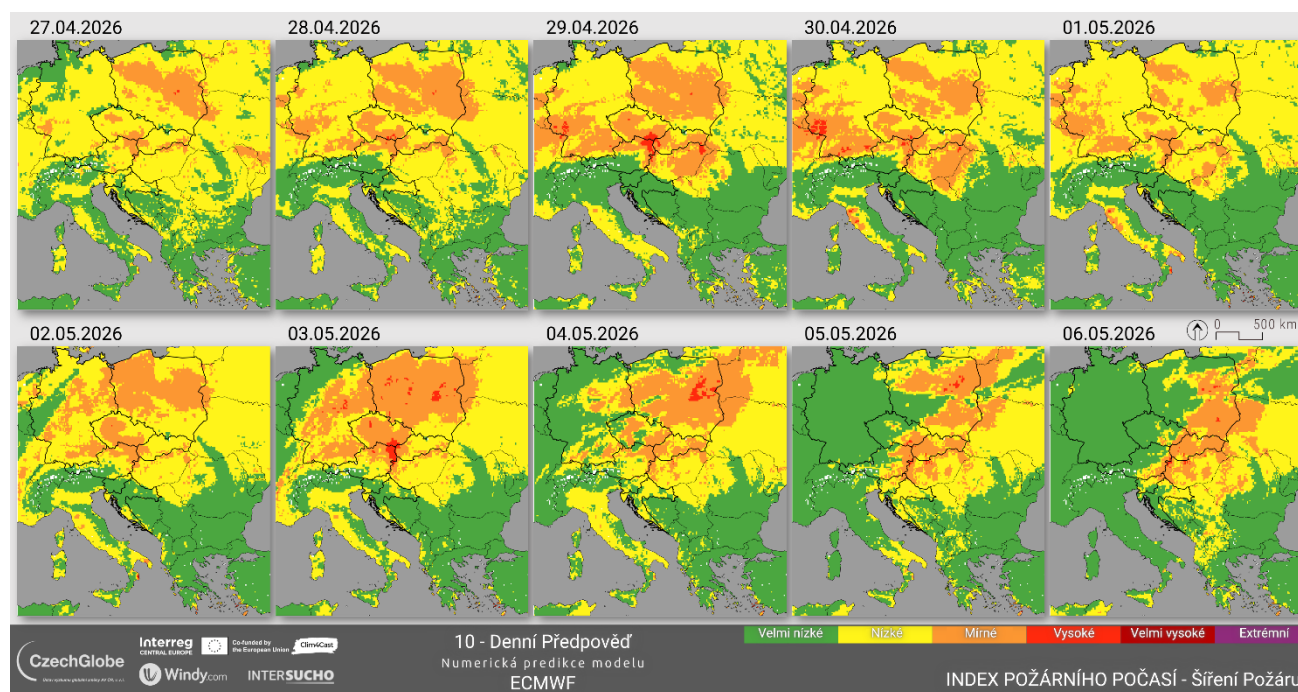 27.04.2026
28.04.2026
29.04.2026
30.04.2026
01.05.2026
02.05.2026
03.05.2026
04.05.2026
05.05.2026
06.05.2026
0 500 km
CzechGlobe
Interreg
CENTRAL EUROPE
Co-funded by
the European Union
Clim4Cast
Windy.com
INTERSUCHO
10 - Denní Předpověď
Numerická predikce modelu
ECMWF
Velmi nízké Nízké Mírné Vysoké Velmi vysoké Extrémní
INDEX POŽÁRNÍHO POČASÍ - Šíření Požáru